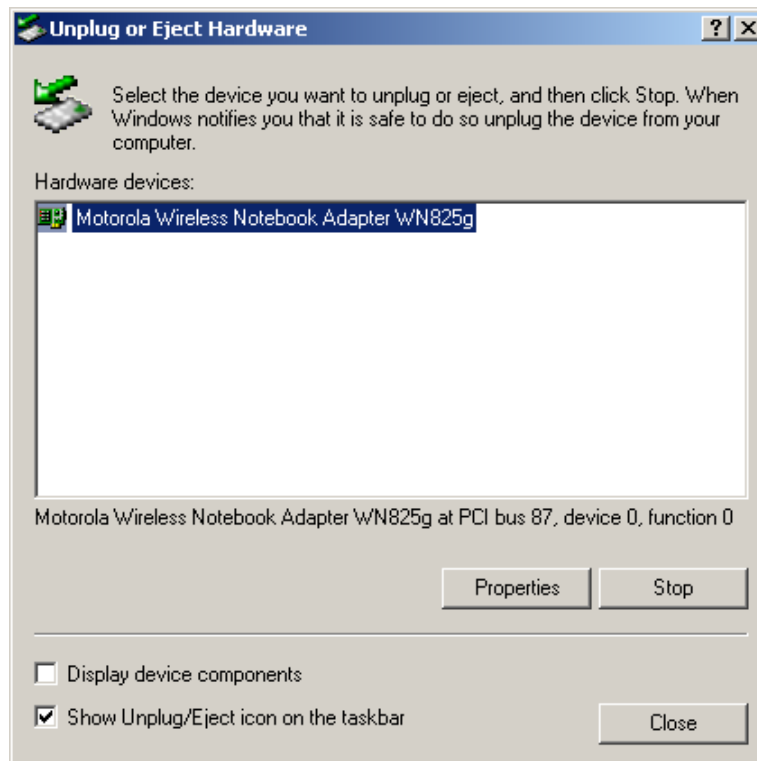 Unplug or Eject Hardware
Select the device you want to unplug or eject, and then click Stop. When
Windows notifies you that it is safe to do so unplug the device from your
computer.
Hardware devices:
Motorola Wireless Notebook Adapter WN825g
Motorola Wireless Notebook Adapter WN825g at PCI bus 87, device 0, function 0
Properties
Stop
Display device components
Show Unplug/Eject icon on the taskbar
Close